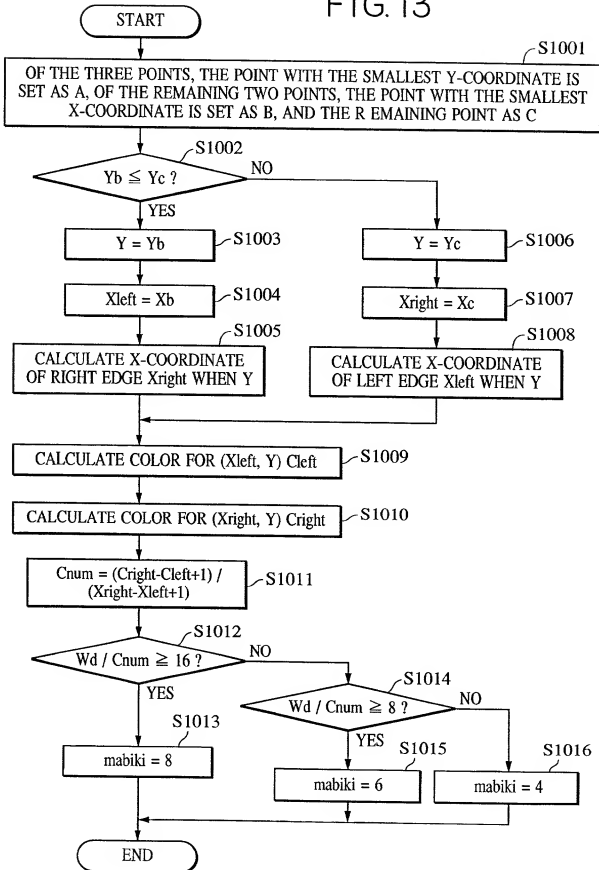 FIG. 13
START
S1001
OF THE THREE POINTS, THE POINT WITH THE SMALLEST Y-COORDINATE IS
SET AS A, OF THE REMAINING TWO POINTS, THE POINT WITH THE SMALLEST
X-COORDINATE IS SET AS B, AND THE R EMAINING POINT AS C
S1002
Yb ≦ Yc ?
NO
YES
Y = Yb
S1003
Y = Yc
S1006
Xleft = Xb
S1004
Xright = Xc
S1007
S1005
CALCULATE X-COORDINATE
OF RIGHT EDGE Xright WHEN Y
S1008
CALCULATE X-COORDINATE
OF LEFT EDGE Xleft WHEN Y
CALCULATE COLOR FOR (Xleft, Y) Cleft
S1009
CALCULATE COLOR FOR (Xright, Y) Cright
S1010
Cnum = (Cright-Cleft+1) /
(Xright-Xleft+1)
S1011
S1012
Wd / Cnum ≧ 16 ?
NO
YES
S1014
Wd / Cnum ≧ 8 ?
NO
YES
S1013
mabiki = 8
S1015
mabiki = 6
S1016
mabiki = 4
END